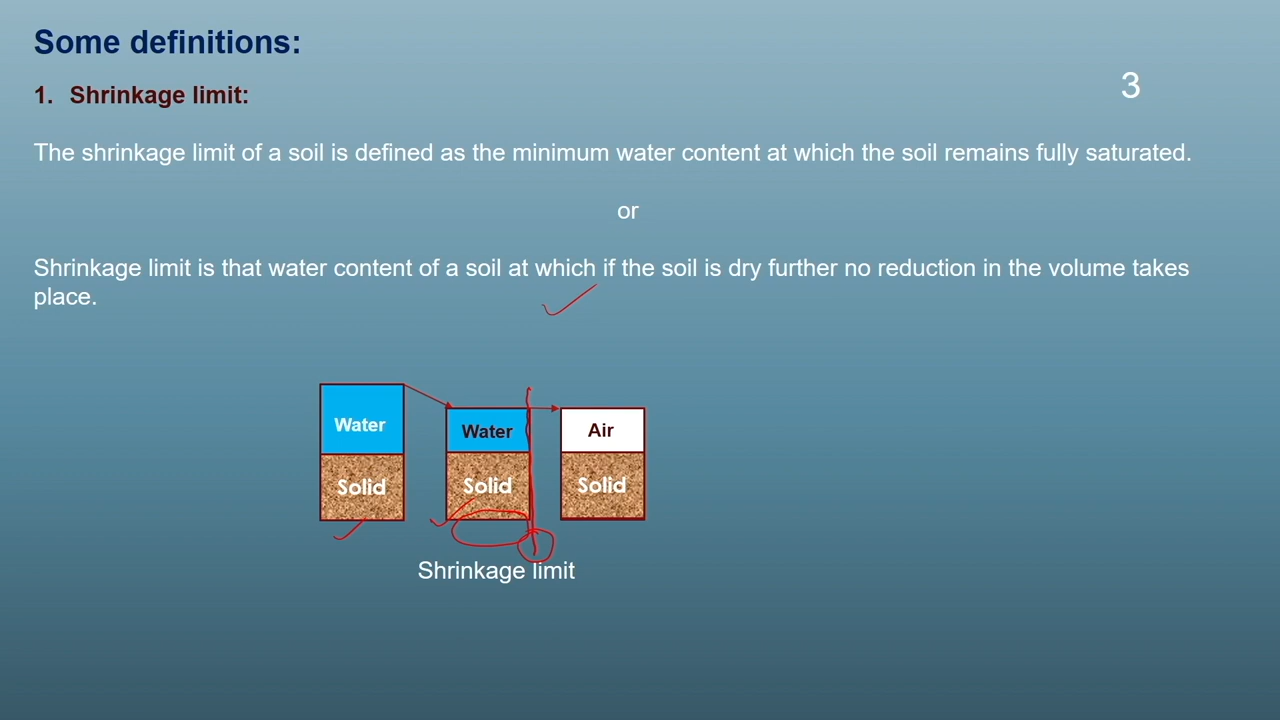 Some definitions:
1. Shrinkage limit:
3
The shrinkage limit of a soil is defined as the minimum water content at which the soil remains fully saturated.
or
Shrinkage limit is that water content of a soil at which if the soil is dry further no reduction in the volume takes
place.
Water
Water
Air
Solid
Solid
Solid
Shrinkage limit